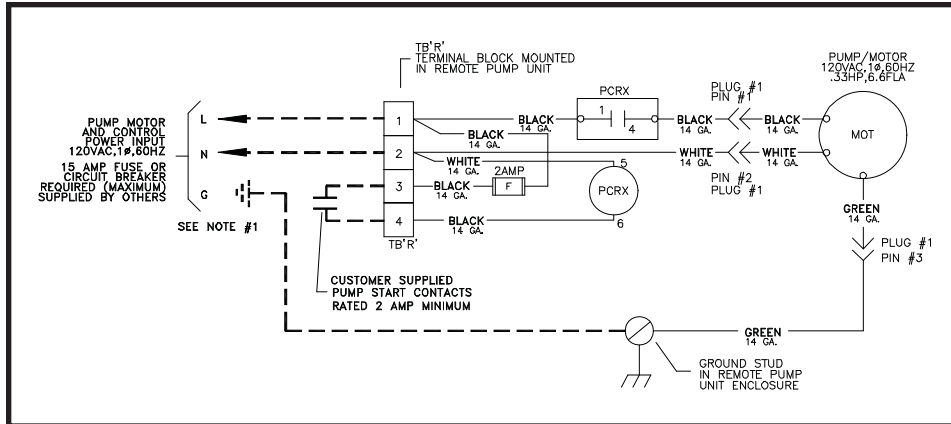 TB'R'
TERMINAL BLOCK MOUNTED
IN REMOTE PUMP UNIT
PUMP/MOTOR
120VAC,1ø,60HZ
.33HP,6.6FLA
PLUG #1
PIN #1
PCRX
1
4
L
1
BLACK
14 GA.
BLACK
14 GA.
BLACK
14 GA.
MOT
PUMP MOTOR
AND CONTROL
POWER INPUT
120VAC,1ø,60HZ
15 AMP FUSE OR
CIRCUIT BREAKER
REQUIRED (MAXIMUM)
SUPPLIED BY OTHERS
BLACK
14 GA.
N
2
WHITE
14 GA.
WHITE
14 GA.
WHITE
14 GA.
PIN #2
PLUG #1
2AMP
F
5
PCRX
6
3
BLACK
14 GA.
G
SEE NOTE #1
4
BLACK
14 GA.
TB'R'
GREEN
14 GA.
PLUG #1
PIN #3
CUSTOMER SUPPLIED
PUMP START CONTACTS
RATED 2 AMP MINIMUM
GREEN
14 GA.
GROUND STUD
IN REMOTE PUMP
UNIT ENCLOSURE